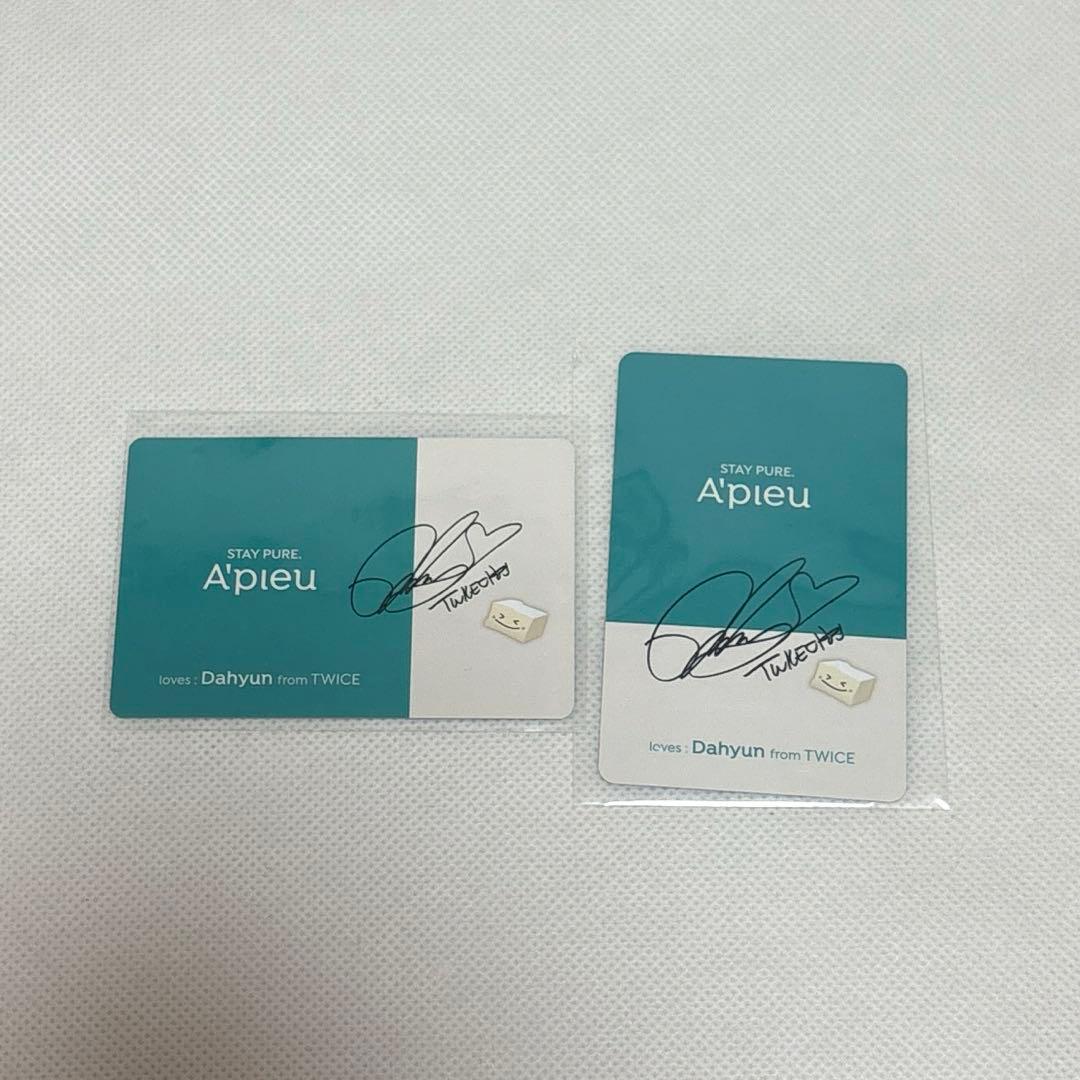 STAY PURE.
A'pieu
loves : Dahyun from TWICE
STAY PURE.
A'pieu
loves : Dahyun from TWICE